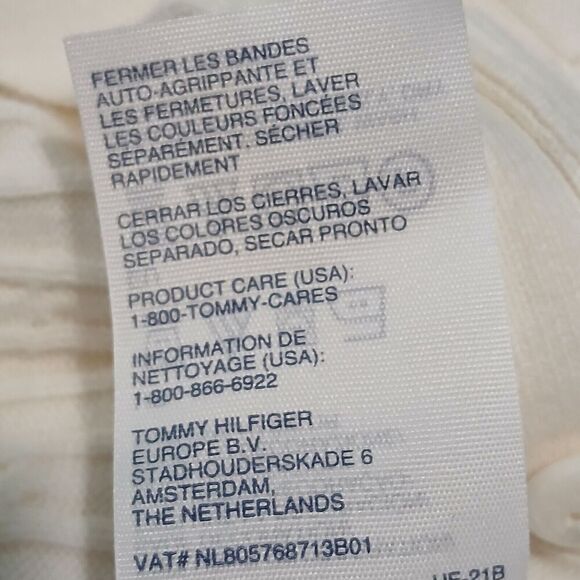 FERMER LES BANDES
AUTO-AGRIPPANTE ET
LES FERMETURES, LAVER
LES COULEURS FONCÉES
SEPARÉMENT. SÉCHER
RAPIDEMENT
CERRAR LOS CIERRES, LAVAR
LOS COLORES OSCUROS
SEPARADO, SECAR PRONTO
PRODUCT CARE (USA):
1-800-TOMMY-CARES
INFORMATION DE
NETTOYAGE (USA):
1-800-866-6922
TOMMY HILFIGER
EUROPE B.V.
STADHOUDERSKADE 6
AMSTERDAM,
THE NETHERLANDS
VAT# NL805768713B01